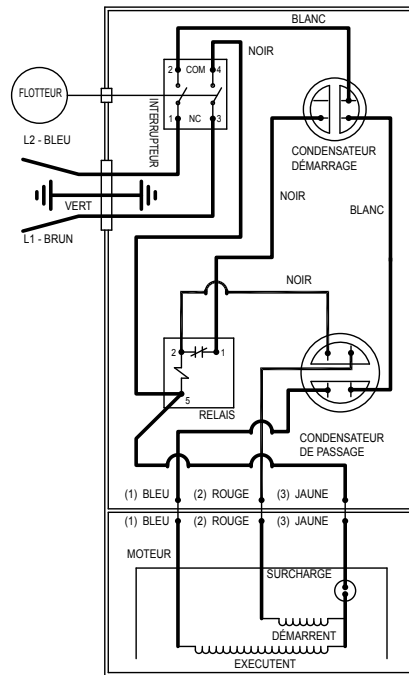 BLANC
2 COM 4
NOIR
FLOTTEUR
INTERRUPTEUR
1 NC 3
L2 - BLEU
VERT
L1 - BRUN
CONDENSATEUR
DÉMARRAGE
NOIR
BLANC
NOIR
2 1
5
RELAIS
CONDENSATEUR
DE PASSAGE
(1) BLEU (2) ROUGE (3) JAUNE
(1) BLEU (2) ROUGE (3) JAUNE
MOTEUR
SURCHARGE
DÉMARRENT
EXECUTENT